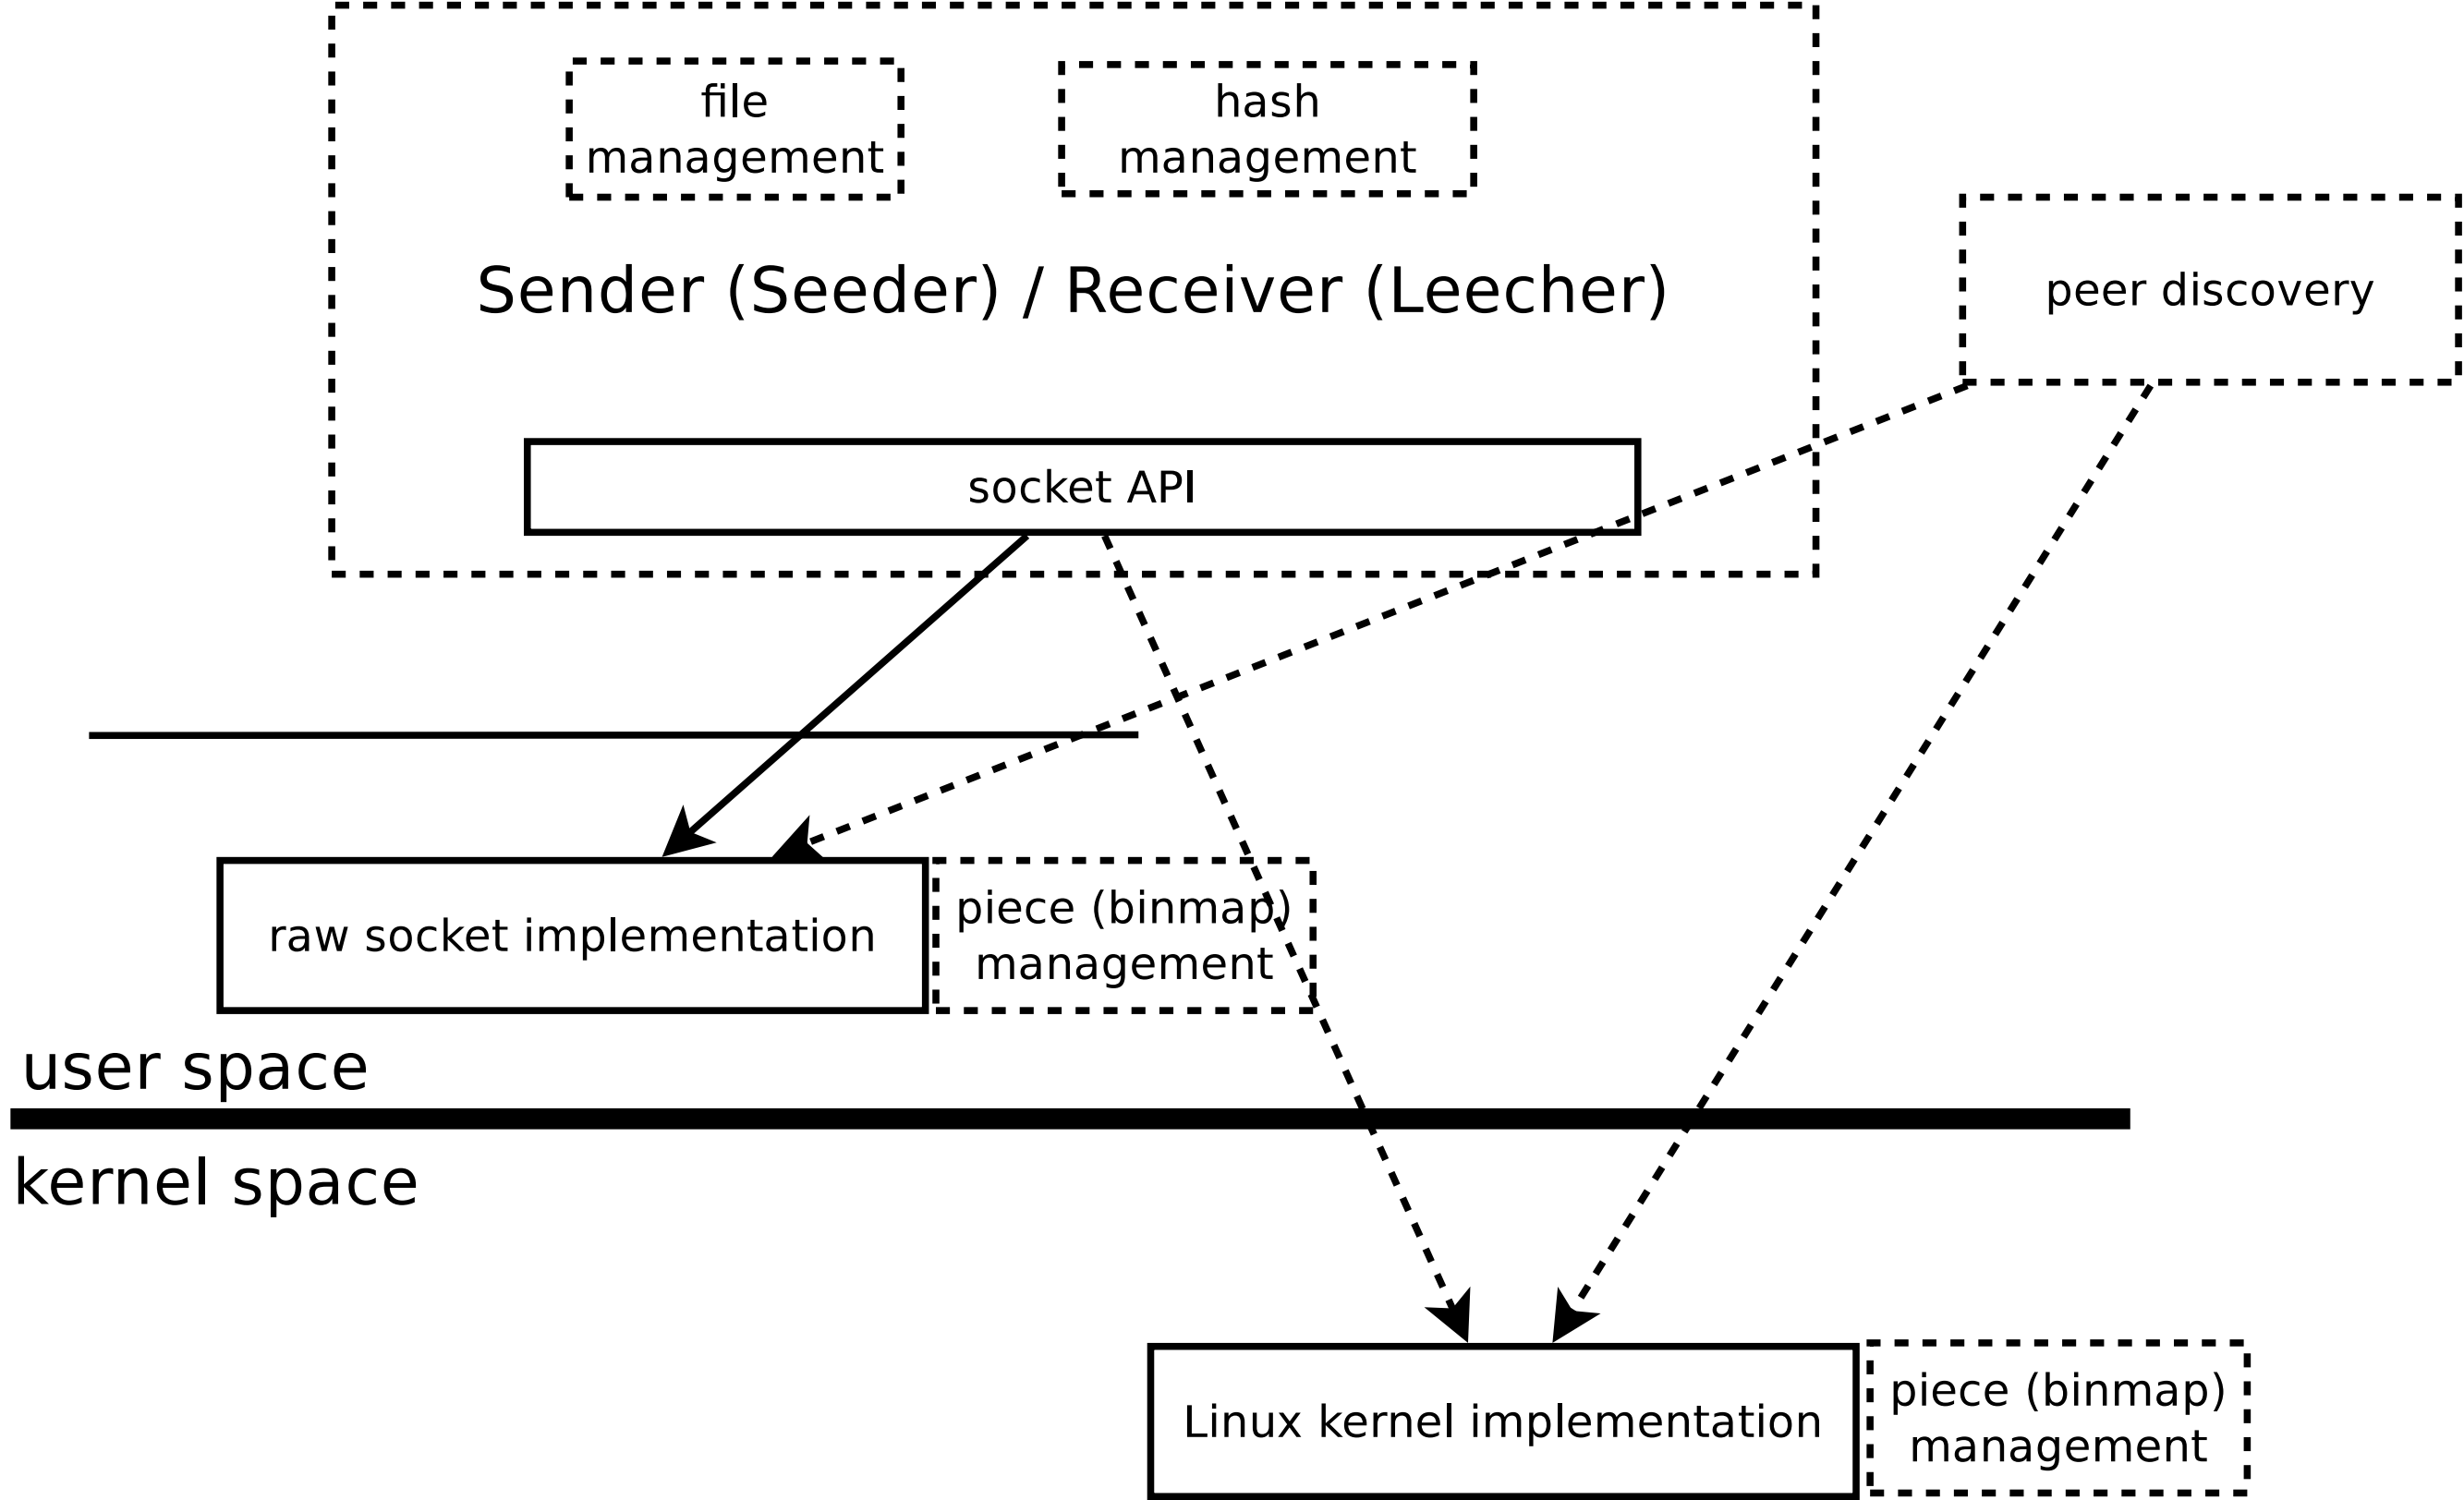 file
management
hash
management
Sender (Seeder) / Receiver (Leecher)
peer discovery
socket API
raw socket implementation
piece (binmap)
management
user space
kernel space
Linux kernel implementation
piece (binmap)
management